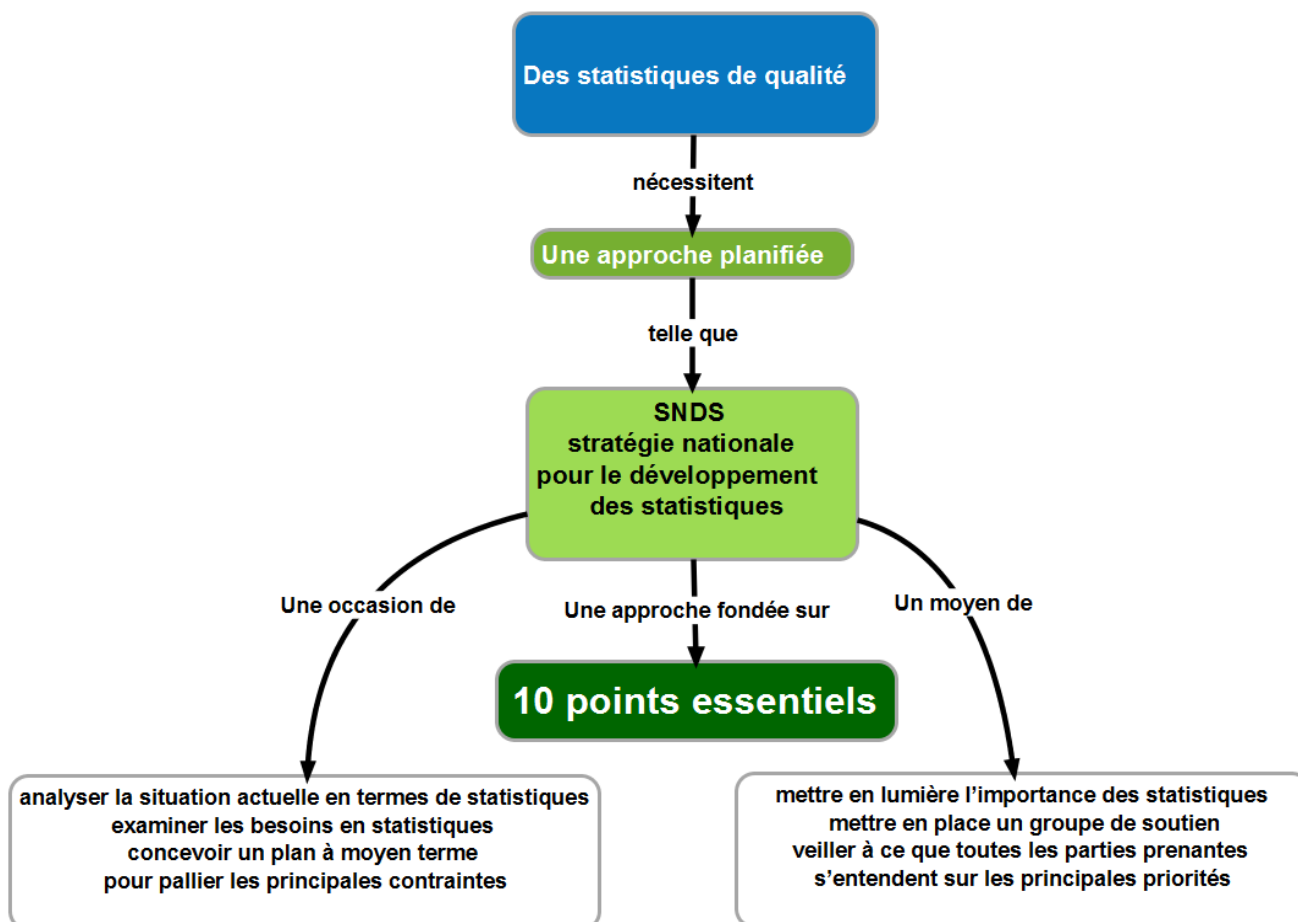 Des statistiques de qualité
nécessitent
Une approche planifiée
telle que
SNDS
stratégie nationale
pour le développement
des statistiques
Une occasion de
Une approche fondée sur
Un moyen de
10 points essentiels
analyser la situation actuelle en termes de statistiques
examiner les besoins en statistiques
concevoir un plan à moyen terme
pour pallier les principales contraintes
mettre en lumière l’importance des statistiques
mettre en place un groupe de soutien
veiller à ce que toutes les parties prenantes
s’entendent sur les principales priorités